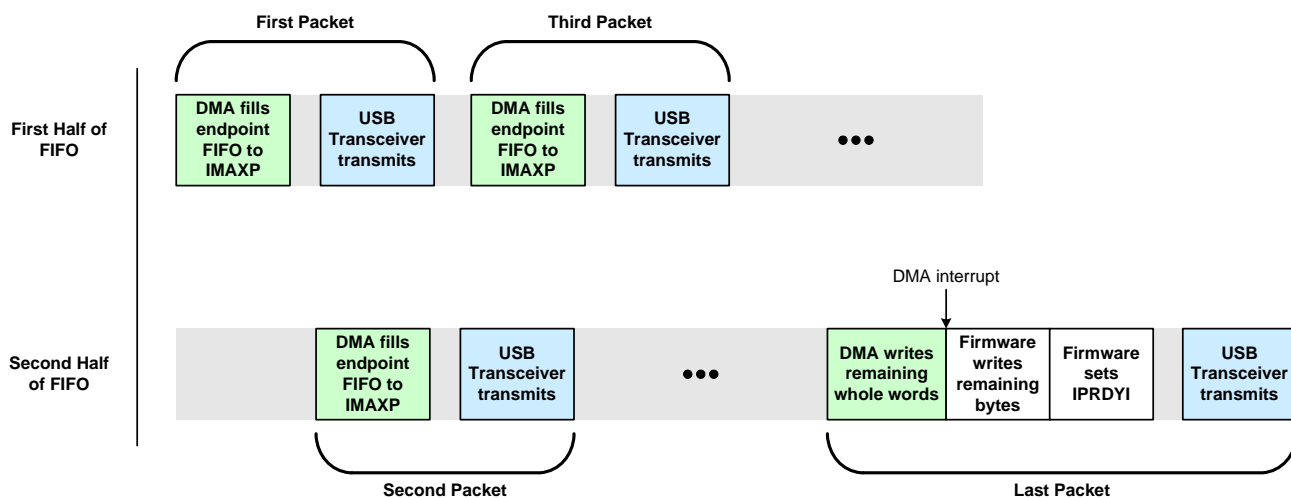 First Packet
Third Packet
First Half of
FIFO
DMA fills
endpoint
FIFO to
IMAXP
USB
Transceiver
transmits
DMA fills
endpoint
FIFO to
IMAXP
USB
Transceiver
transmits
•••
DMA interrupt
Second Half
of FIFO
DMA fills
endpoint
FIFO to
IMAXP
USB
Transceiver
transmits
•••
DMA writes
remaining
whole words
Firmware
writes
remaining
bytes
Firmware
sets
IPRDYI
USB
Transceiver
transmits
Second Packet
Last Packet